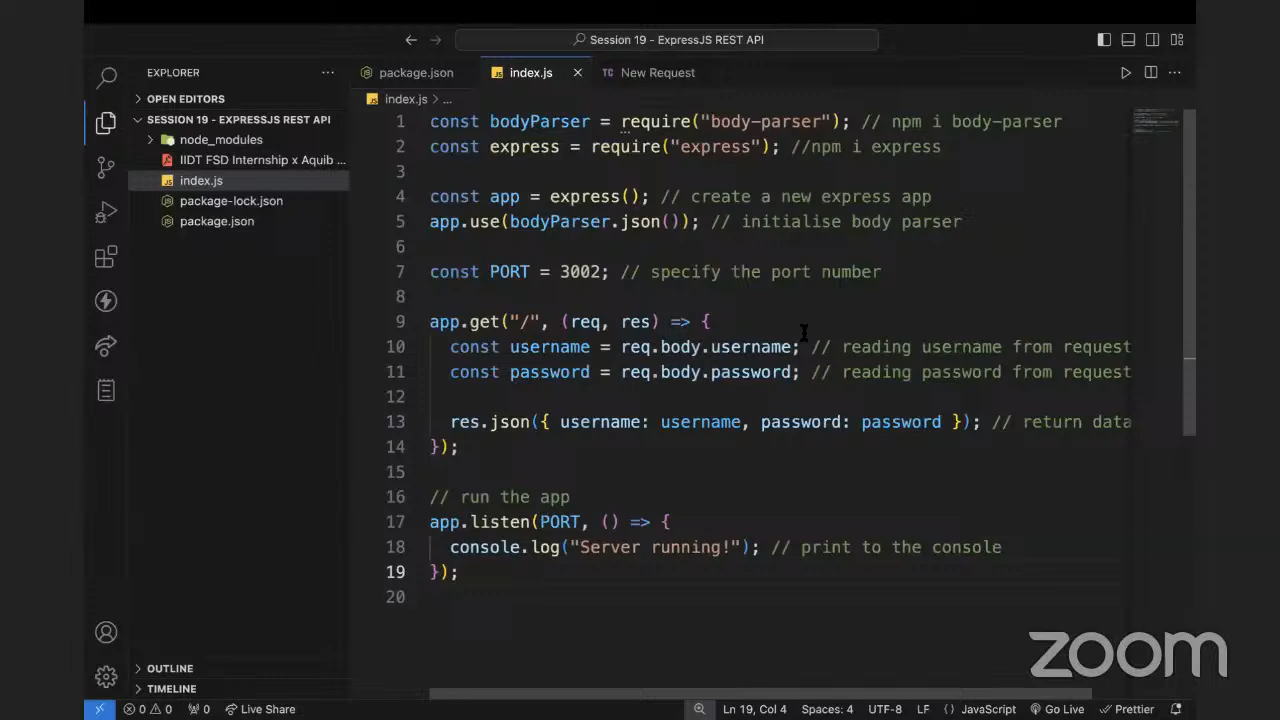 Session 19 - ExpressJS REST API
EXPLORER
package.json
index.js
TC New Request
OPEN EDITORS
index.js > ...
SESSION 19 - EXPRESSJS REST API
node_modules
IIDT FSD Internship x Aquib ...
index.js
package-lock.json
package.json
1 const bodyParser = require("body-parser"); // npm i body-parser
2 const express = require("express"); //npm i express
3
4 const app = express(); // create a new express app
5 app.use(bodyParser.json()); // initialise body parser
6
7 const PORT = 3002; // specify the port number
8
9 app.get("/", (req, res) => {
10 const username = req.body.username; // reading username from request
11 const password = req.body.password; // reading password from request
12
13 res.json({ username: username, password: password }); // return data
14 });
15
16 // run the app
17 app.listen(PORT, () => {
18 console.log("Server running!"); // print to the console
19 });
20
OUTLINE
TIMELINE
zoom
0 0 0 Live Share Ln 19, Col 4 Spaces: 4 UTF-8 LF {} JavaScript Go Live Prettier